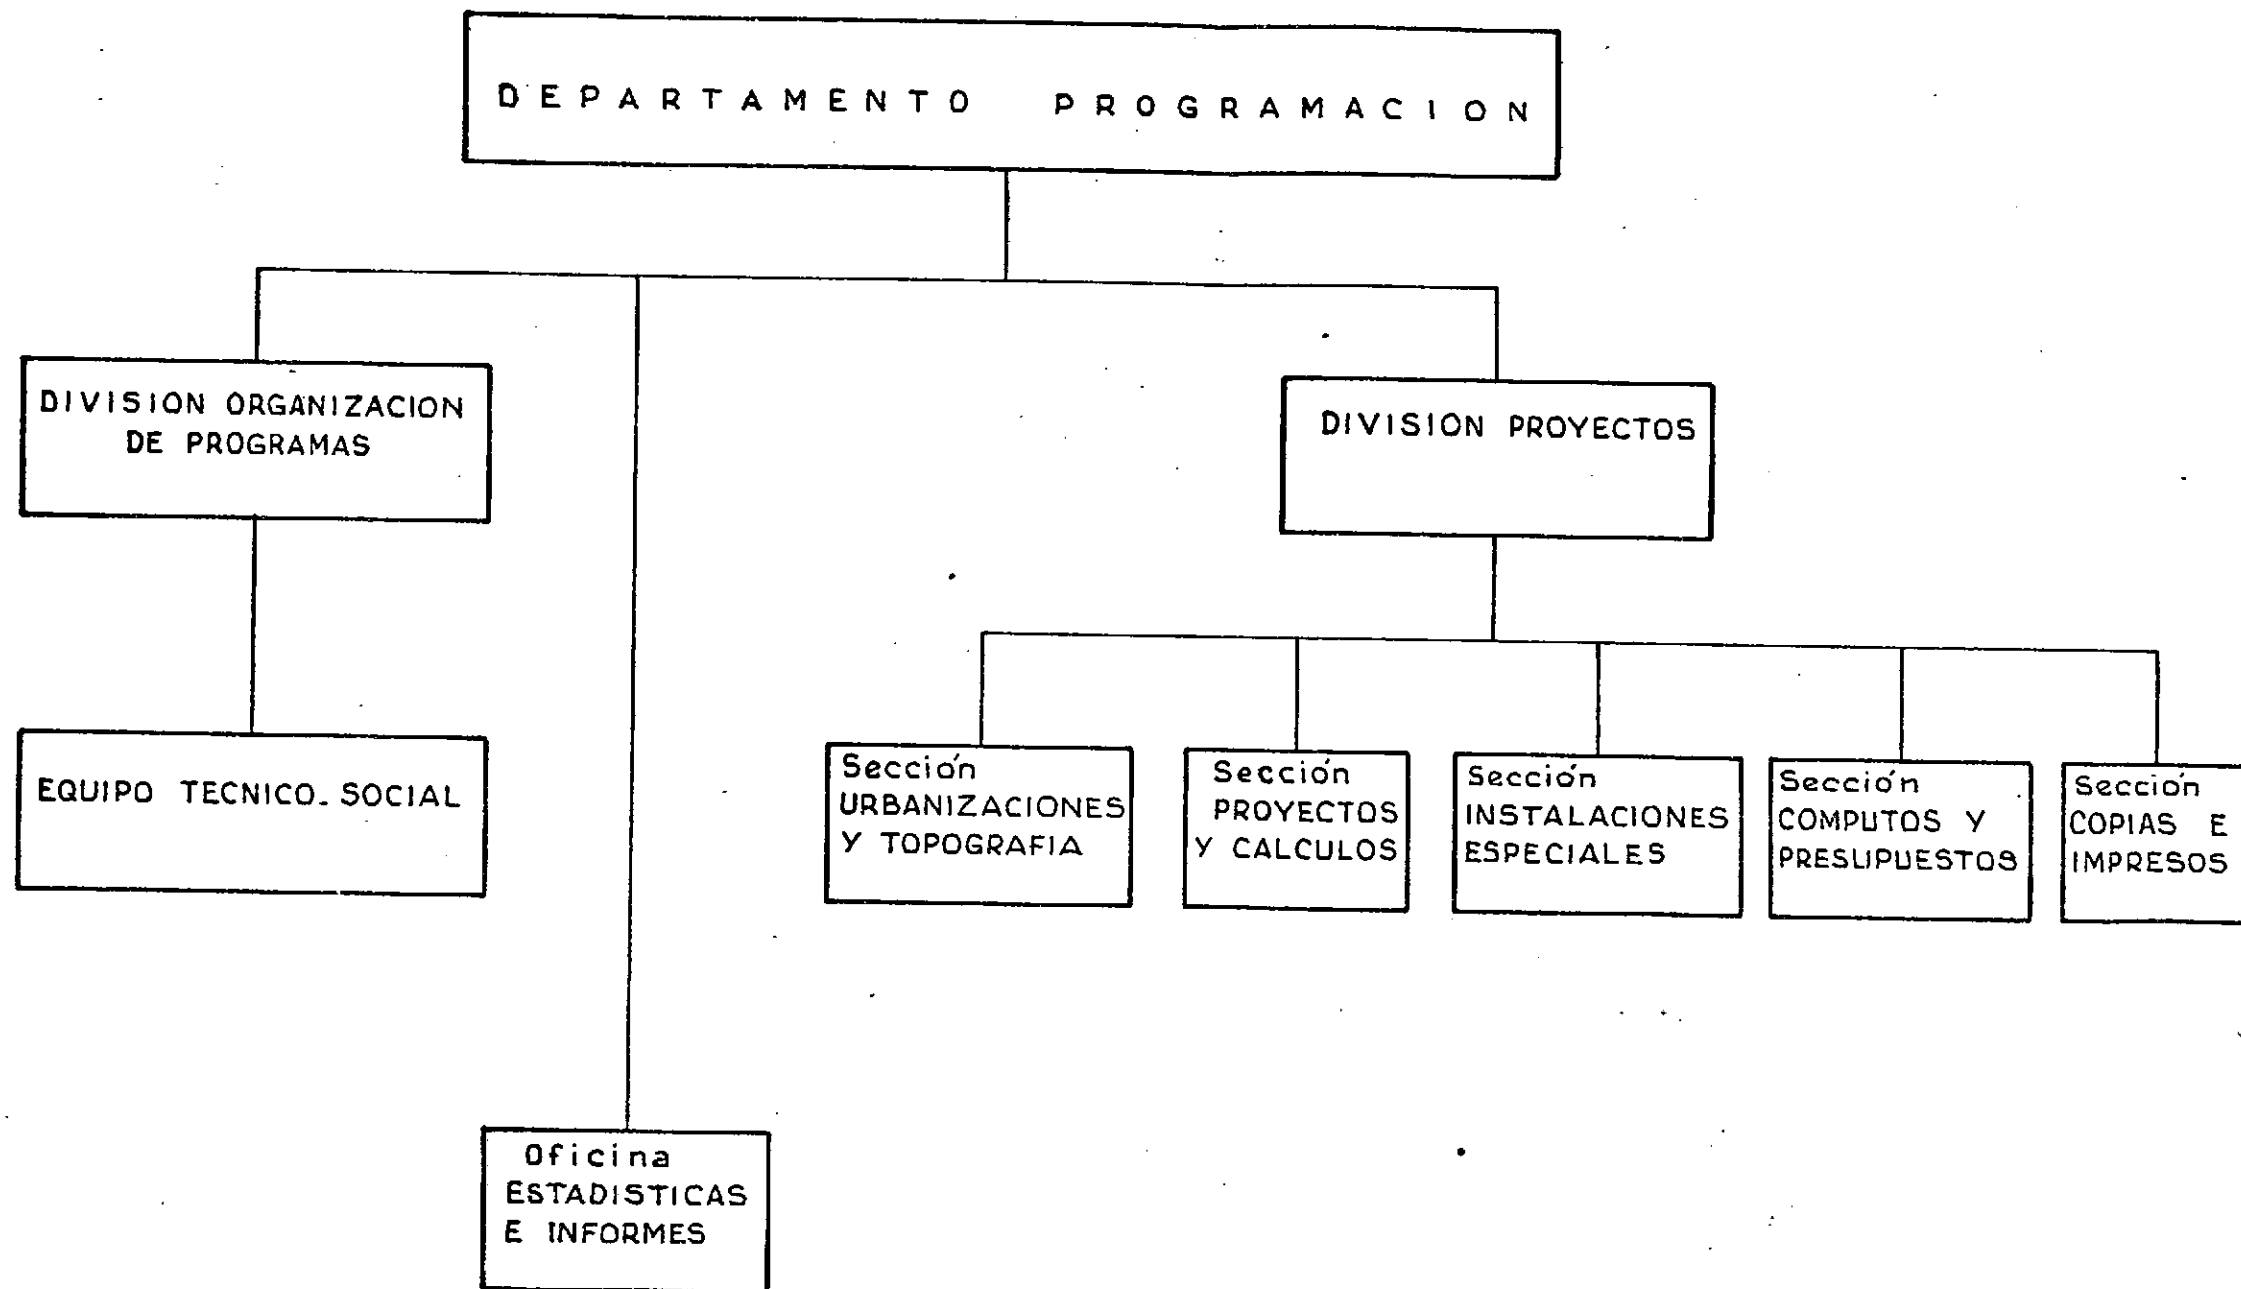 DEPARTAMENTO PROGRAMACION
DIVISION ORGANIZACION
DE PROGRAMAS
DIVISION PROYECTOS
EQUIPO TECNICO-SOCIAL
Sección
URBANIZACIONES
Y TOPOGRAFIA
Sección
PROYECTOS
Y CALCULOS
Sección
INSTALACIONES
ESPECIALES
Sección
COMPUTOS Y
PRESUPUESTOS
Sección
COPIAS E
IMPRESOS
Oficina
ESTADISTICAS
E INFORMES